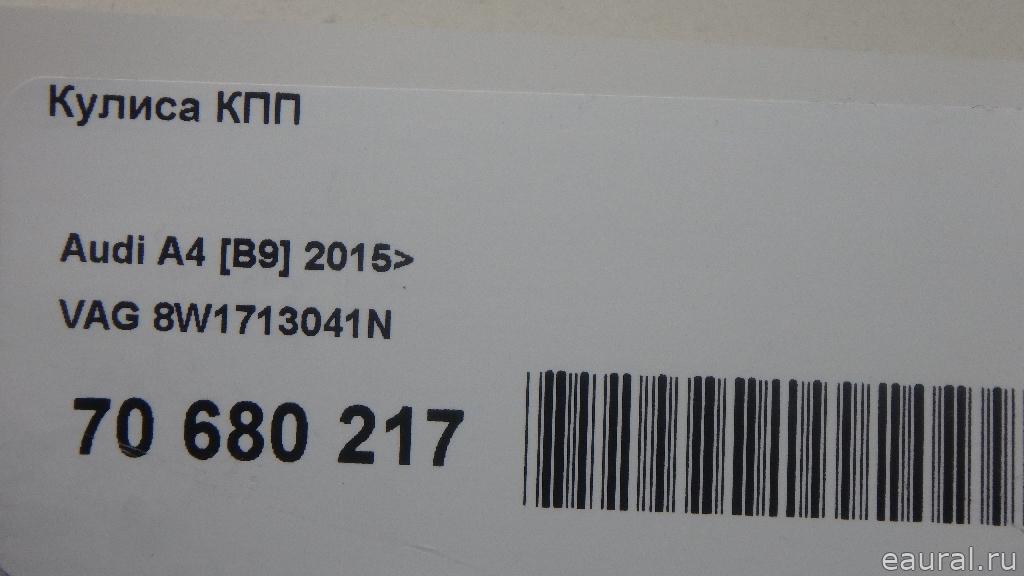 Кулиса КПП
Audi A4 [B9] 2015>
VAG 8W1713041N
70 680 217
eaural.ru